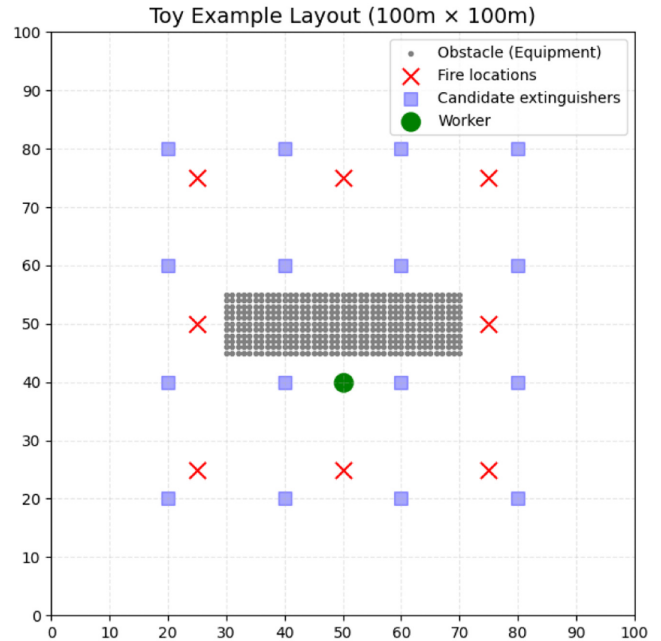 Toy Example Layout (100m × 100m)
Obstacle (Equipment)
Fire locations
Candidate extinguishers
Worker
100
90
80
70
60
50
40
30
20
10
0
0 10 20 30 40 50 60 70 80 90 100